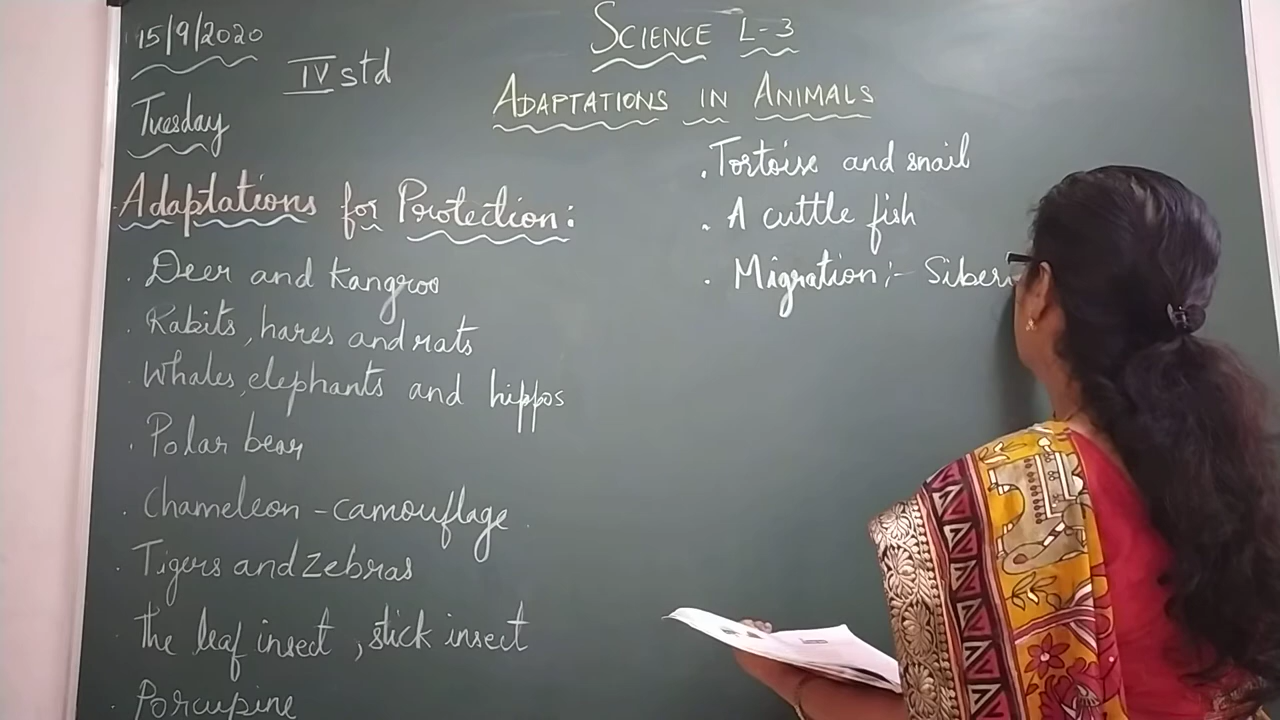 15/9/2020
IV std
Tuesday
SCIENCE L-3
ADAPTATIONS IN ANIMALS
Adaptations for Protection:
. Deer and Kangroo
. Rabits, hares and rats
. Whales, elephants and hippos
. Polar bear
. Chameleon - camouflage
. Tigers and Zebras
. The leaf insect, stick insect
. Porcupine
. Tortoise and snail
. A cuttle fish
. Migration:- Siberi